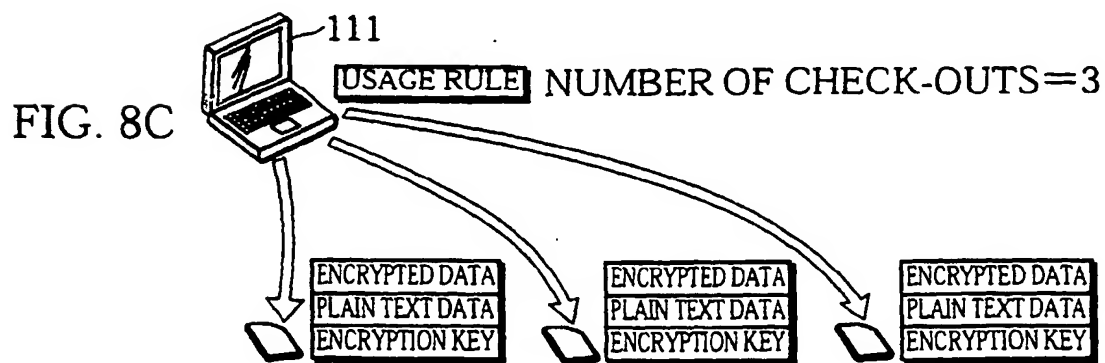 111
USAGE RULE NUMBER OF CHECK-OUTS=3
FIG. 8C
ENCRYPTED DATA ENCRYPTED DATA ENCRYPTED DATA
PLAIN TEXT DATA PLAIN TEXT DATA PLAIN TEXT DATA
ENCRYPTION KEY ENCRYPTION KEY ENCRYPTION KEY